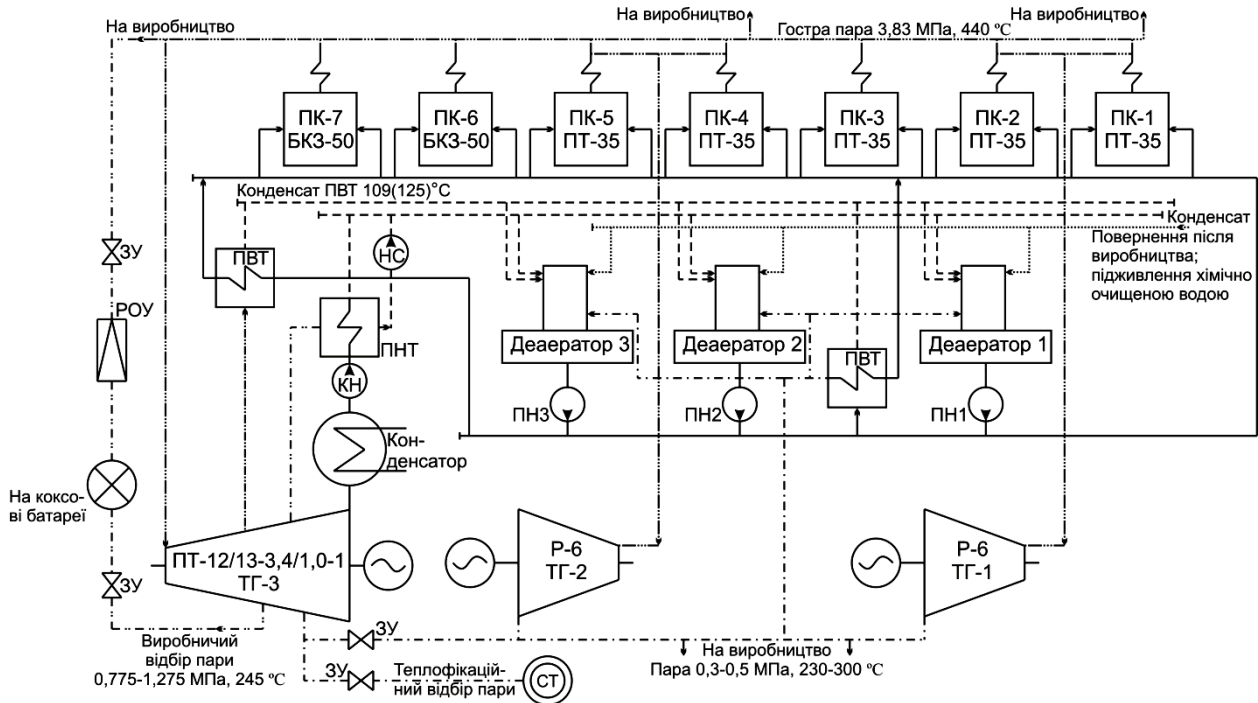 На виробництво
На виробництво
На виробництво
Гостра пара 3,83 МПа, 440 ℃
ПК-7
БКЗ-50
ПК-6
БКЗ-50
ПК-5
ПТ-35
ПК-4
ПТ-35
ПК-3
ПТ-35
ПК-2
ПТ-35
ПК-1
ПТ-35
Конденсат ПВТ 109(125)°С
Конденсат
Повернення після
виробництва;
підживлення хімічно
очищеною водою
ЗУ
ПВТ
НС
РОУ
ПНТ
КН
Деаератор 3
Деаератор 2
ПВТ
Деаератор 1
ПН3
ПН2
ПН1
Кон-
денсатор
На коксо-
ві батареї
ПТ-12/13-3,4/1,0-1
ТГ-3
Р-6
ТГ-2
Р-6
ТГ-1
ЗУ
ЗУ
Виробничий
відбір пари
0,775-1,275 МПа, 245 ℃
ЗУ
Теплофікацій-
ний відбір пари
СТ
На виробництво
Пара 0,3-0,5 МПа, 230-300 ℃